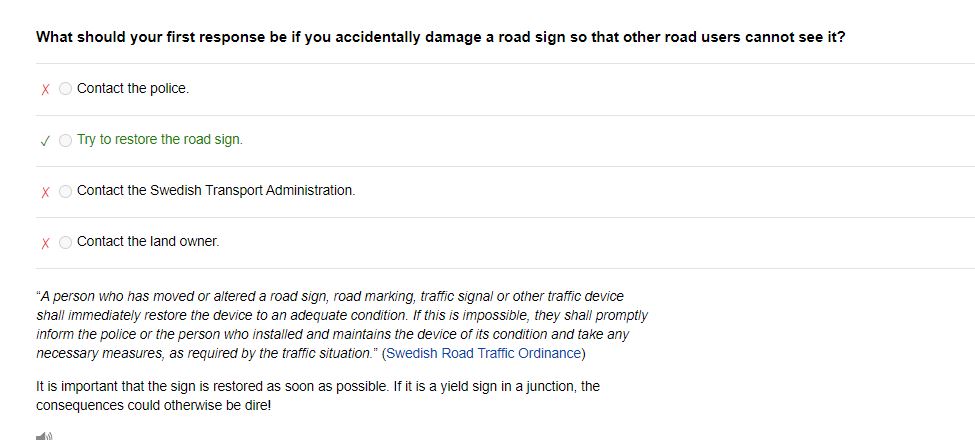 What should your first response be if you accidentally damage a road sign so that other road users cannot see it?
Contact the police.
Try to restore the road sign.
Contact the Swedish Transport Administration.
Contact the land owner.
“A person who has moved or altered a road sign, road marking, traffic signal or other traffic device
shall immediately restore the device to an adequate condition. If this is impossible, they shall promptly
inform the police or the person who installed and maintains the device of its condition and take any
necessary measures, as required by the traffic situation.” (Swedish Road Traffic Ordinance)
It is important that the sign is restored as soon as possible. If it is a yield sign in a junction, the
consequences could otherwise be dire!